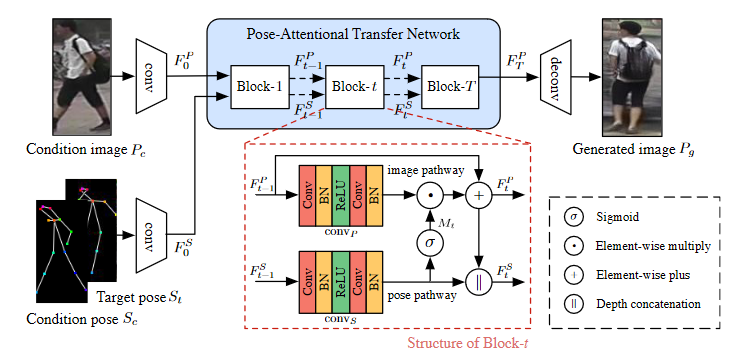 Pose-Attentional Transfer Network
conv
F_0^P
Block-1
F_{t-1}^P
F_{t-1}^S
Block-t
F_t^P
F_t^S
Block-T
F_T^P
deconv
Condition image P_c
Generated image P_g
conv
F_0^S
Target pose S_t
Condition pose S_c
F_{t-1}^P
Conv
BN
ReLU
Conv
BN
conv_P
image pathway
•
+
F_t^P
M_t
σ
F_{t-1}^S
Conv
BN
ReLU
Conv
BN
conv_S
pose pathway
||
F_t^S
Structure of Block-t
σ Sigmoid
• Element-wise multiply
+ Element-wise plus
|| Depth concatenation